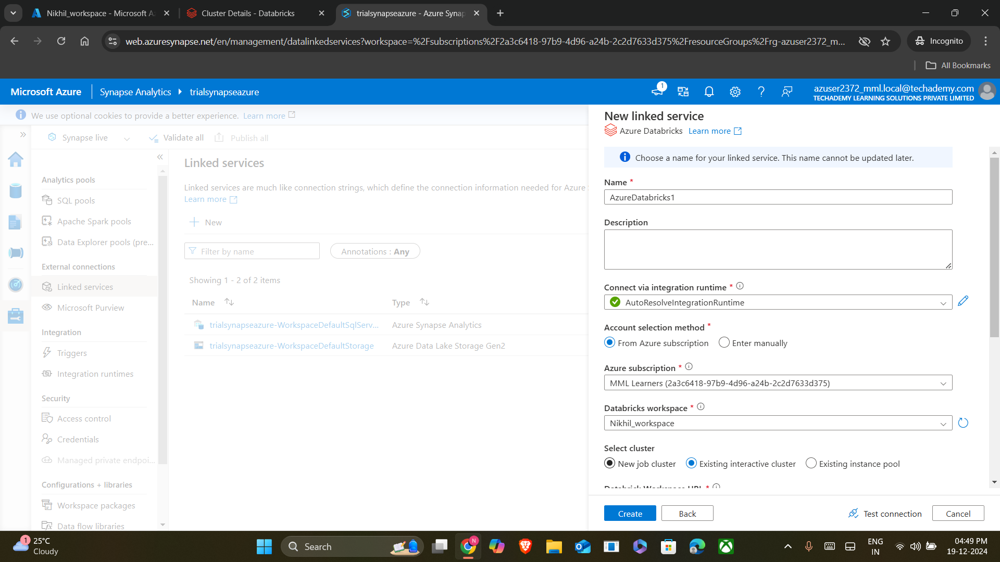 Nikhil_workspace - Microsoft Az
Cluster Details - Databricks
trialsynapseazure - Azure Synap
web.azuresynapse.net/en/management/datalinkedservices?workspace=%2Fsubscriptions%2F2a3c6418-97b9-4d96-a24b-2c2d7633d375%2FresourceGroups%2Frg-azuser2372_m...
Incognito
All Bookmarks
Microsoft Azure
Synapse Analytics
trialsynapseazure
1
azuser2372_mml.local@techademy.com
TECHADEMY LEARNING SOLUTIONS PRIVATE LIMITED
We use optional cookies to provide a better experience. Learn more
Synapse live
Validate all
Publish all
Analytics pools
SQL pools
Apache Spark pools
Data Explorer pools (pre...
External connections
Linked services
Microsoft Purview
Integration
Triggers
Integration runtimes
Security
Access control
Credentials
Managed private endpoi...
Configurations + libraries
Workspace packages
Data flow libraries
Linked services
Linked services are much like connection strings, which define the connection information needed for Azure
Learn more
New
Filter by name
Annotations : Any
Showing 1 - 2 of 2 items
Name
Type
trialsynapseazure-WorkspaceDefaultSqlServ...
Azure Synapse Analytics
trialsynapseazure-WorkspaceDefaultStorage
Azure Data Lake Storage Gen2
New linked service
Azure Databricks Learn more
Choose a name for your linked service. This name cannot be updated later.
Name *
AzureDatabricks1
Description
Connect via integration runtime *
AutoResolveIntegrationRuntime
Account selection method *
From Azure subscription
Enter manually
Azure subscription *
MML Learners (2a3c6418-97b9-4d96-a24b-2c2d7633d375)
Databricks workspace *
Nikhil_workspace
Select cluster
New job cluster
Existing interactive cluster
Existing instance pool
Databrick Workspace URL *
Create
Back
Test connection
Cancel
1
25°C
Cloudy
Search
N
ENG
IN
04:49 PM
19-12-2024